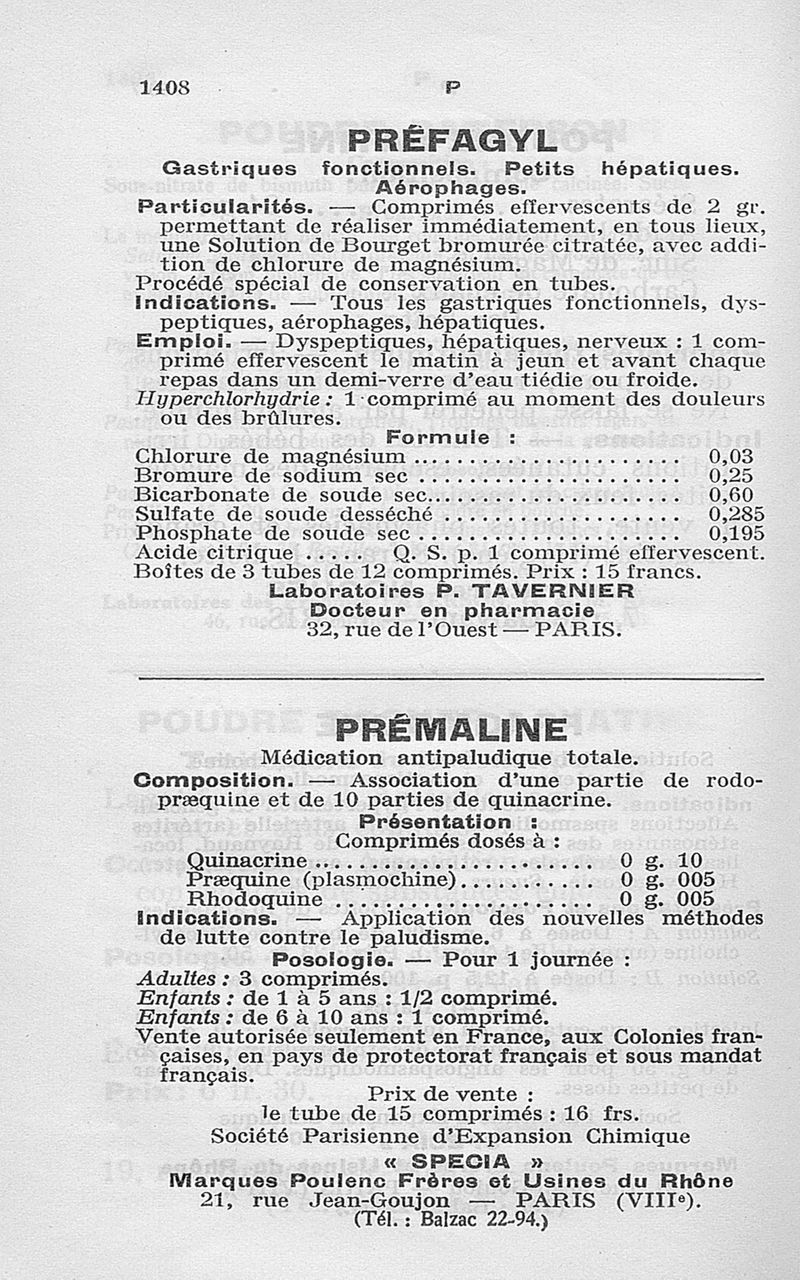 1408 P
PRÉFAGYL
Gastriques fonctionnels. Petits hépatiques.
Aérophages.
Particularités. — Comprimés effervescents de 2 gr.
permettant de réaliser immédiatement, en tous lieux,
une Solution de Bourget bromurée citratée, avec addi-
tion de chlorure de magnésium.
Procédé spécial de conservation en tubes.
Indications. — Tous les gastriques fonctionnels, dys-
peptiques, aérophages, hépatiques.
Emploi. — Dyspeptiques, hépatiques, nerveux : 1 com-
primé effervescent le matin à jeun et avant chaque
repas dans un demi-verre d'eau tiédie ou froide.
Hyperchlorhydrie : 1 comprimé au moment des douleurs
ou des brûlures.
Formule :
Chlorure de magnésium ........................ 0,03
Bromure de sodium sec ........................ 0,25
Bicarbonate de soude sec........................ 0,60
Sulfate de soude desséché ...................... 0,285
Phosphate de soude sec ........................ 0,195
Acide citrique ..... Q. S. p. 1 comprimé effervescent.
Boîtes de 3 tubes de 12 comprimés. Prix : 15 francs.
Laboratoires P. TAVERNIER
Docteur en pharmacie
32, rue de l'Ouest — PARIS.
PRÉMALINE
Médication antipaludique totale.
Composition. — Association d'une partie de rodo-
præquine et de 10 parties de quinacrine.
Présentation :
Comprimés dosés à :
Quinacrine ........................ 0 g. 10
Præquine (plasmochine)........... 0 g. 005
Rhodoquine ...................... 0 g. 005
Indications. — Application des nouvelles méthodes
de lutte contre le paludisme.
Posologie. — Pour 1 journée :
Adultes : 3 comprimés.
Enfants : de 1 à 5 ans : 1/2 comprimé.
Enfants : de 6 à 10 ans : 1 comprimé.
Vente autorisée seulement en France, aux Colonies fran-
çaises, en pays de protectorat français et sous mandat
français.
Prix de vente :
le tube de 15 comprimés : 16 frs.
Société Parisienne d'Expansion Chimique
« SPECIA »
Marques Poulenc Frères et Usines du Rhône
21, rue Jean-Goujon — PARIS (VIIIe).
(Tél. : Balzac 22-94.)